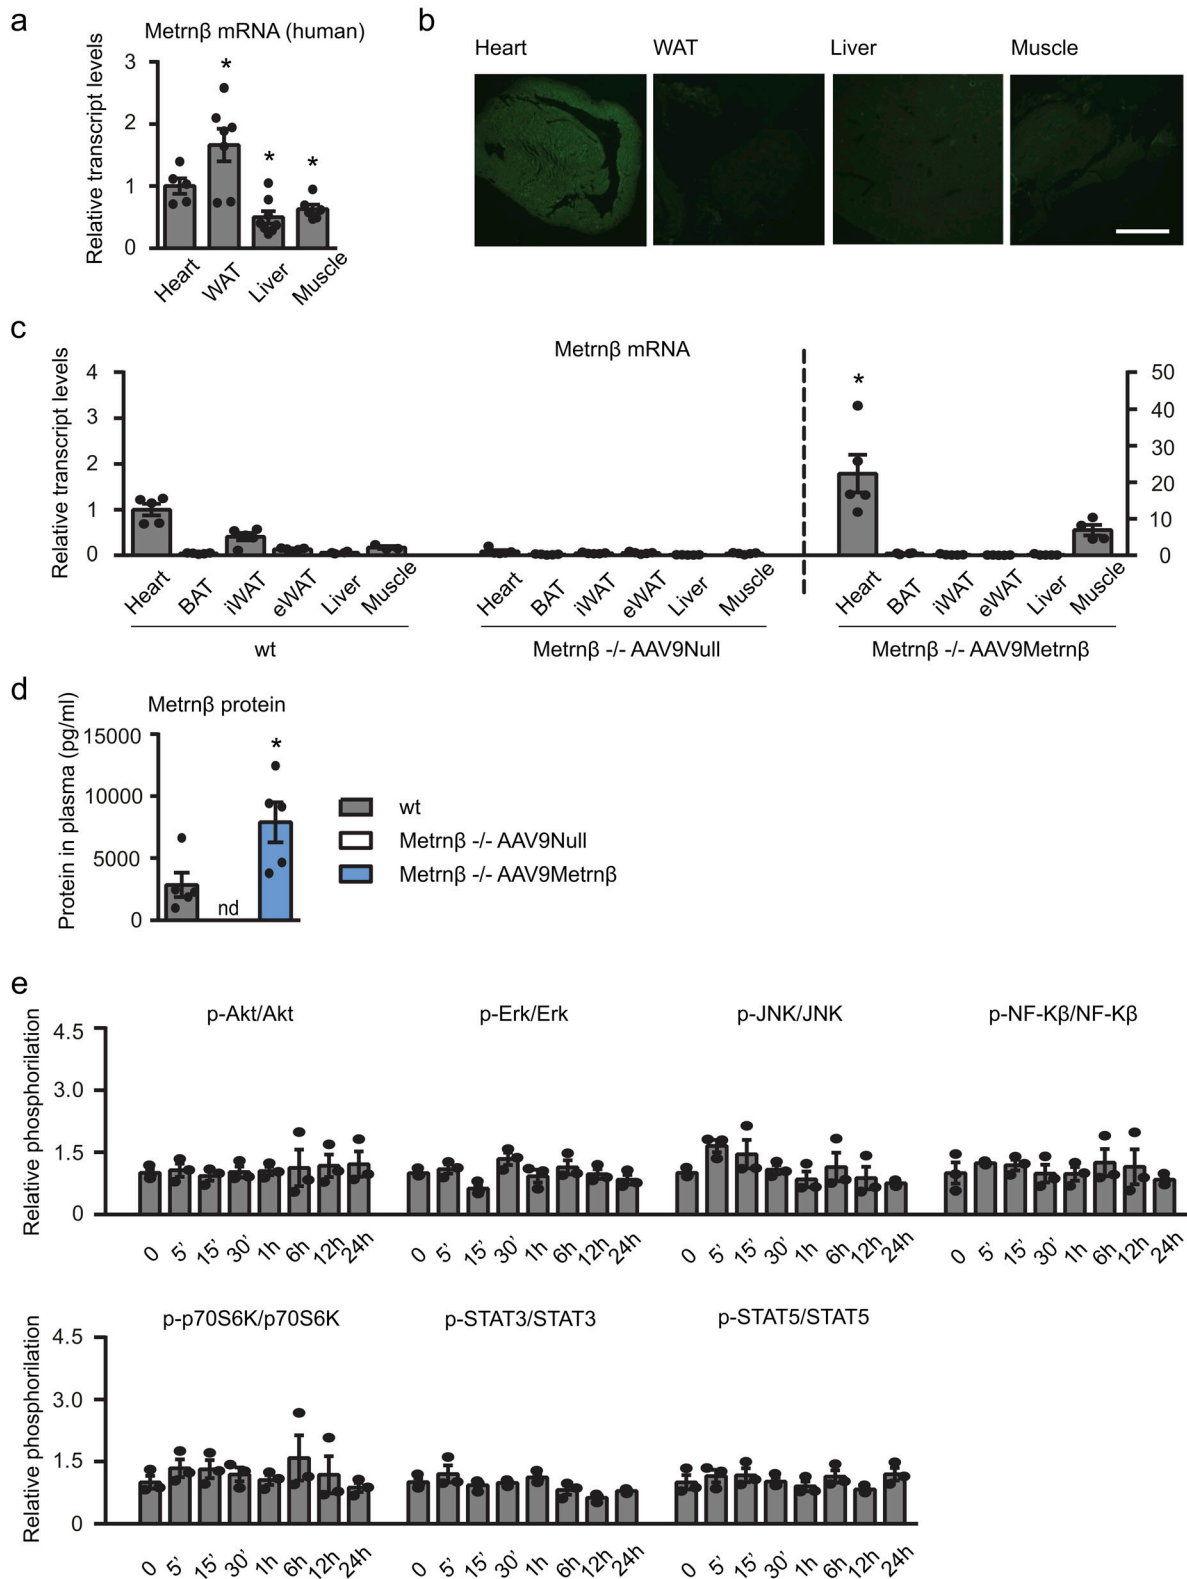 a
Metrnβ mRNA (human)
Relative transcript levels
3
2
1
0
*
*
*
Heart
WAT
Liver
Muscle
b
Heart
WAT
Liver
Muscle
c
Metrnβ mRNA
Relative transcript levels
4
3
2
1
0
*
50
40
30
20
10
0
Heart
BAT
iWAT
eWAT
Liver
Muscle
Heart
BAT
iWAT
eWAT
Liver
Muscle
Heart
BAT
iWAT
eWAT
Liver
Muscle
wt
Metrnβ -/- AAV9Null
Metrnβ -/- AAV9Metrnβ
d
Metrnβ protein
Protein in plasma (pg/ml)
15000
10000
5000
0
nd
*
wt
Metrnβ -/- AAV9Null
Metrnβ -/- AAV9Metrnβ
e
p-Akt/Akt
p-Erk/Erk
p-JNK/JNK
p-NF-Kβ/NF-Kβ
Relative phosphorilation
4.5
3.0
1.5
0
0 5' 15' 30' 1h 6h 12h 24h
0 5' 15' 30' 1h 6h 12h 24h
0 5' 15' 30' 1h 6h 12h 24h
0 5' 15' 30' 1h 6h 12h 24h
p-p70S6K/p70S6K
p-STAT3/STAT3
p-STAT5/STAT5
Relative phosphorilation
4.5
3.0
1.5
0
0 5' 15' 30' 1h 6h 12h 24h
0 5' 15' 30' 1h 6h 12h 24h
0 5' 15' 30' 1h 6h 12h 24h